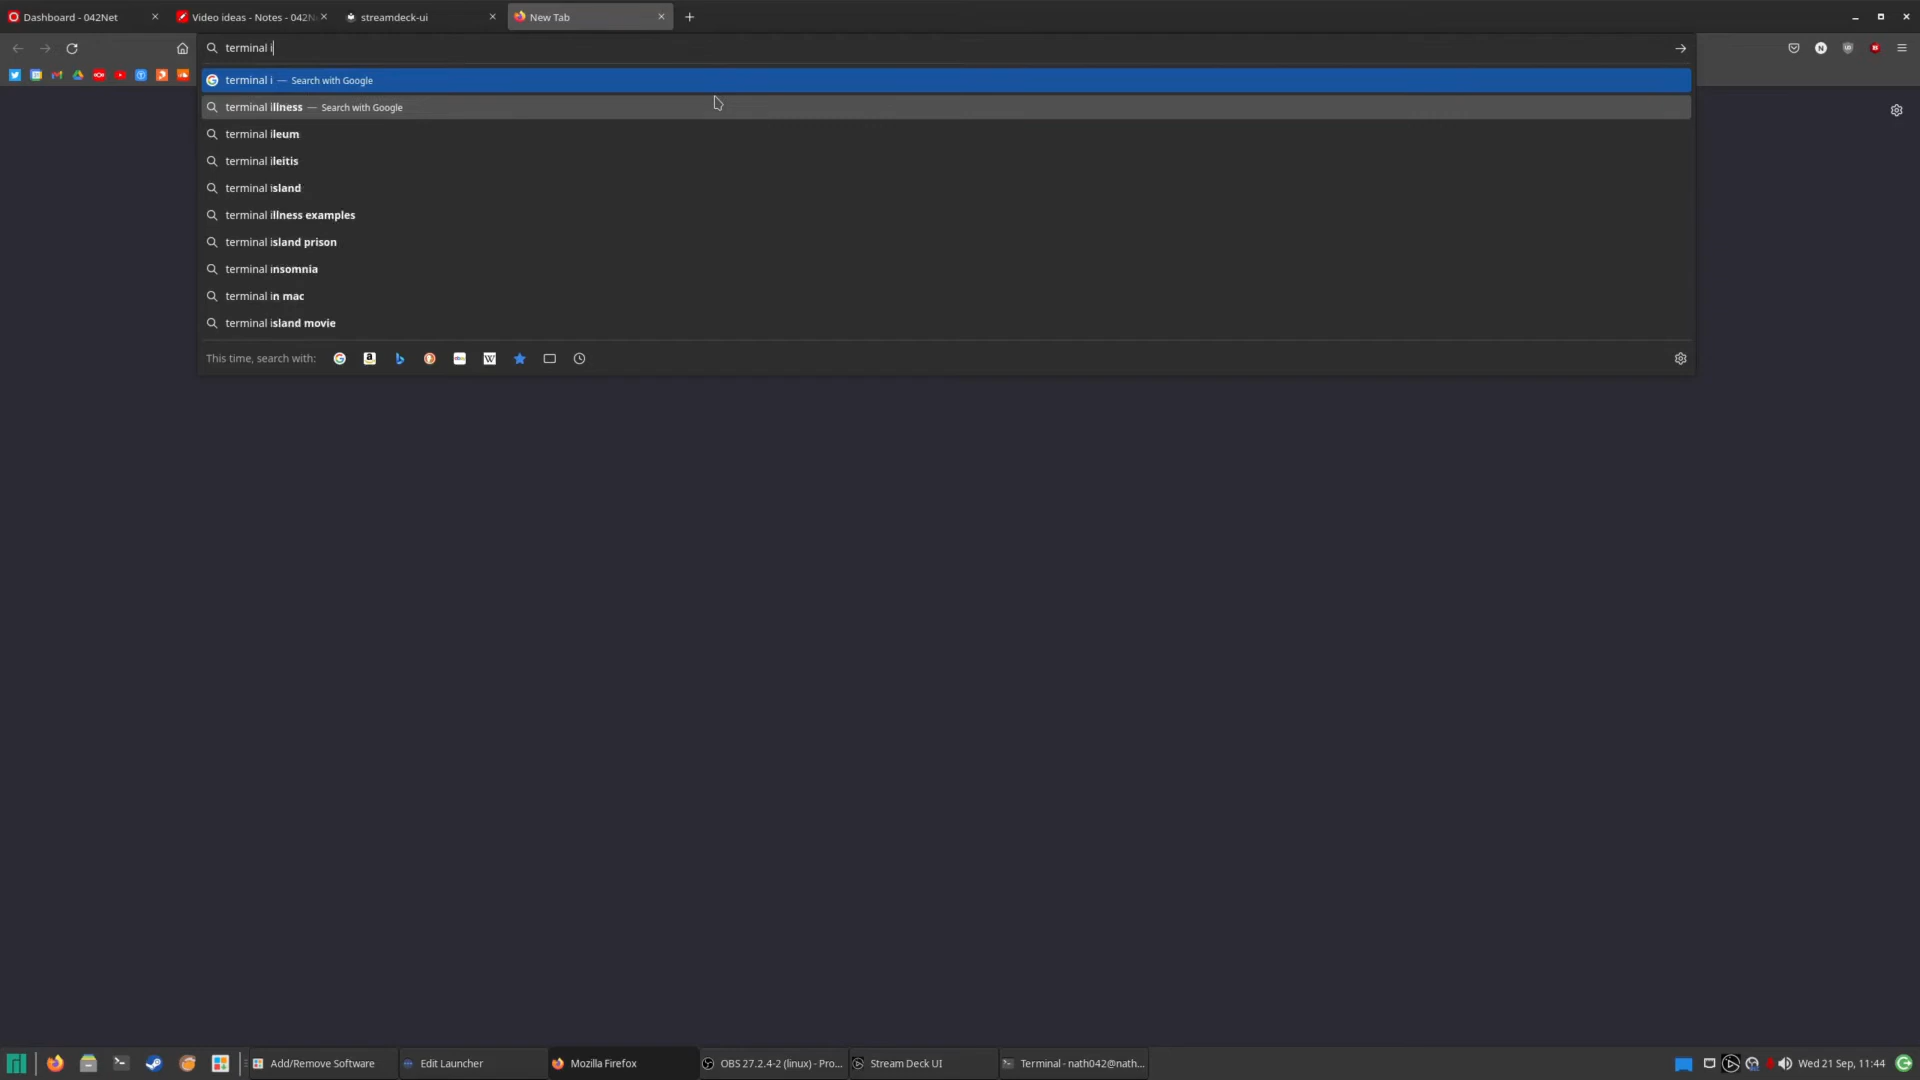 Dashboard - 042Net
Video ideas - Notes - 042N
streamdeck-ui
New Tab
terminal i
terminal i — Search with Google
terminal illness — Search with Google
terminal ileum
terminal ileitis
terminal island
terminal illness examples
terminal island prison
terminal insomnia
terminal in mac
terminal island movie
This time, search with:
Add/Remove Software
Edit Launcher
Mozilla Firefox
OBS 27.2.4-2 (linux) - Pro...
Stream Deck UI
Terminal - nath042@nath...
Wed 21 Sep, 11:44